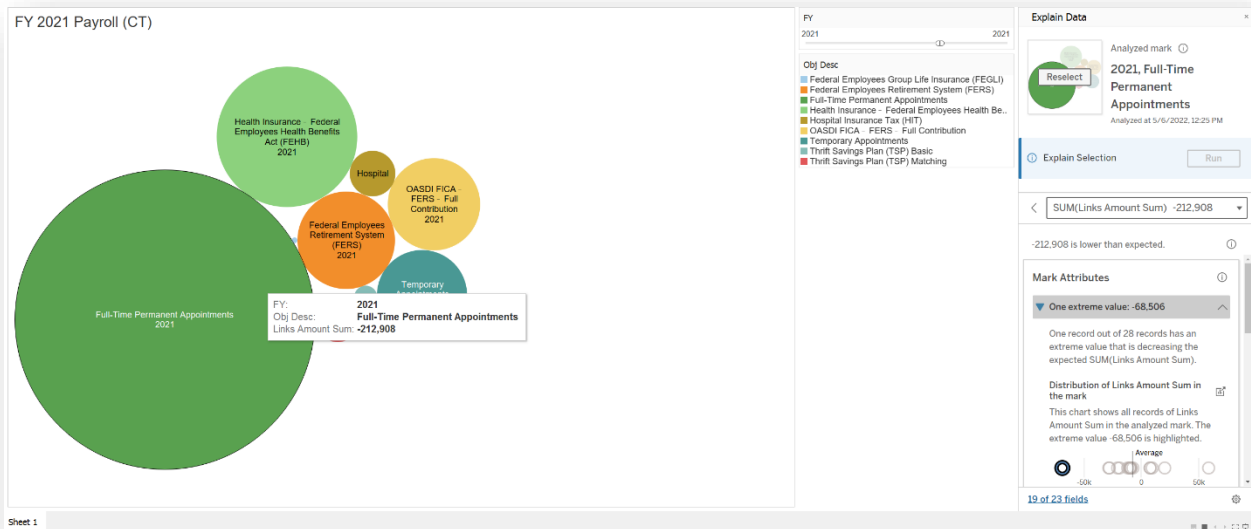 FY 2021 Payroll (CT)
Health Insurance - Federal
Employees Health Benefits
Act (FEHB)
2021
Hospital
OASDI FICA -
FERS - Full
Contribution
2021
Federal Employees
Retirement System
(FERS)
2021
Temporary
Full-Time Permanent Appointments
2021
FY: 2021
Obj Desc: Full-Time Permanent Appointments
Links Amount Sum: -212,908
FY
2021 2021
Obj Desc
Federal Employees Group Life Insurance (FEGLI)
Federal Employees Retirement System (FERS)
Full-Time Permanent Appointments
Health Insurance - Federal Employees Health Be..
Hospital Insurance Tax (HIT)
OASDI FICA - FERS - Full Contribution
Temporary Appointments
Thrift Savings Plan (TSP) Basic
Thrift Savings Plan (TSP) Matching
Explain Data
Analyzed mark
Reselect
2021, Full-Time
Permanent
Appointments
Analyzed at 5/6/2022, 12:25 PM
Explain Selection Run
SUM(Links Amount Sum) -212,908
-212,908 is lower than expected.
Mark Attributes
One extreme value: -68,506
One record out of 28 records has an
extreme value that is decreasing the
expected SUM(Links Amount Sum).
Distribution of Links Amount Sum in
the mark
This chart shows all records of Links
Amount Sum in the analyzed mark. The
extreme value -68,506 is highlighted.
Average
-50k 0 50k
19 of 23 fields
Sheet 1